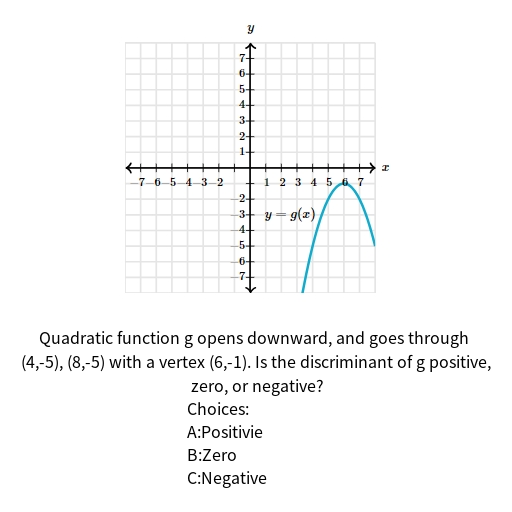 y
7
6
5
4
3
2
1
x
−7 −6 −5 −4 −3 −2 1 2 3 4 5 6 7
−2
−3 y = g(x)
−4
−5
−6
−7
Quadratic function g opens downward, and goes through
(4,-5), (8,-5) with a vertex (6,-1). Is the discriminant of g positive,
zero, or negative?
Choices:
A:Positivie
B:Zero
C:Negative